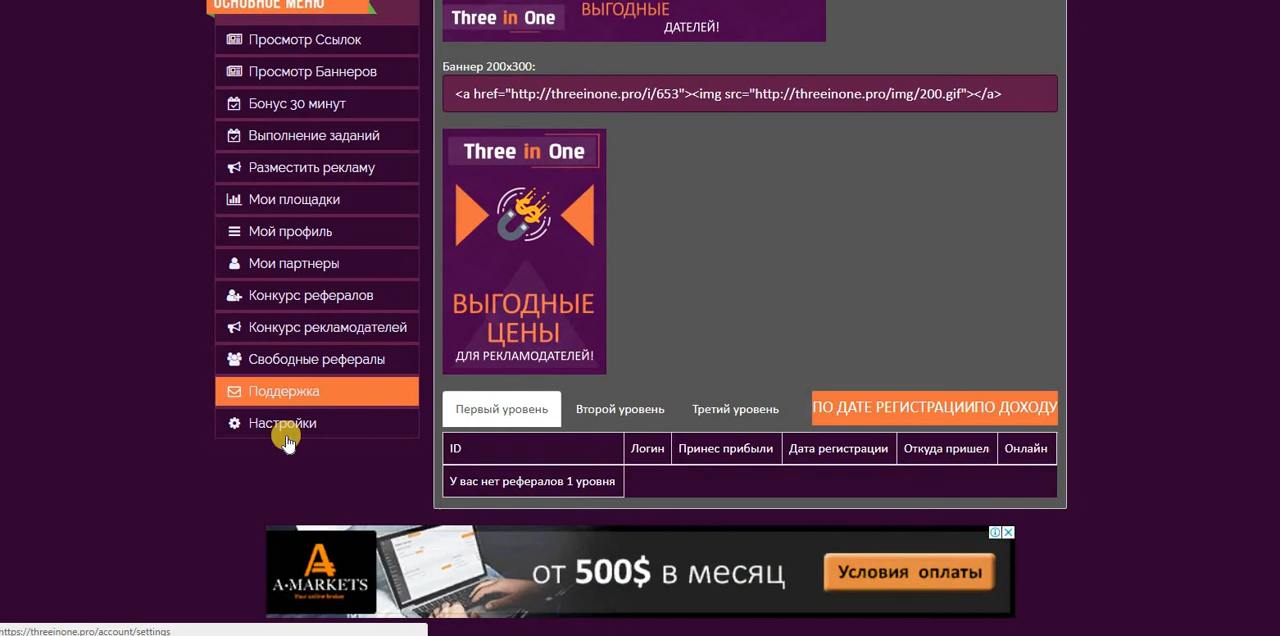 ОСНОВНОЕ МЕНЮ
Просмотр Ссылок
Просмотр Баннеров
Бонус 30 минут
Выполнение заданий
Разместить рекламу
Мои площадки
Мой профиль
Мои партнеры
Конкурс рефералов
Конкурс рекламодателей
Свободные рефералы
Поддержка
Настройки
Three in One
ВЫГОДНЫЕ
ДАТЕЛЕЙ!
Баннер 200x300:
<a href="http://threeinone.pro/i/653"><img src="http://threeinone.pro/img/200.gif"></a>
Three in One
ВЫГОДНЫЕ
ЦЕНЫ
ДЛЯ РЕКЛАМОДАТЕЛЕЙ!
Первый уровень Второй уровень Третий уровень ПО ДАТЕ РЕГИСТРАЦИИПО ДОХОДУ
ID Логин Принес прибыли Дата регистрации Откуда пришел Онлайн
У вас нет рефералов 1 уровня
A-MARKETS
Your online broker
от 500$ в месяц
Условия оплаты
https://threeinone.pro/account/settings